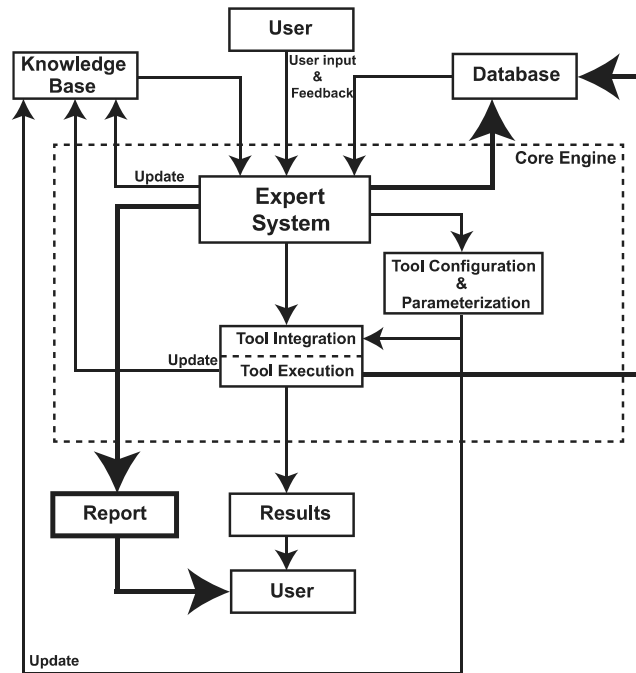 User
Knowledge
Base
User input
&
Feedback
Database
Core Engine
Update
Expert
System
Tool Configuration
&
Parameterization
Tool Integration
Update
Tool Execution
Report
Results
User
Update